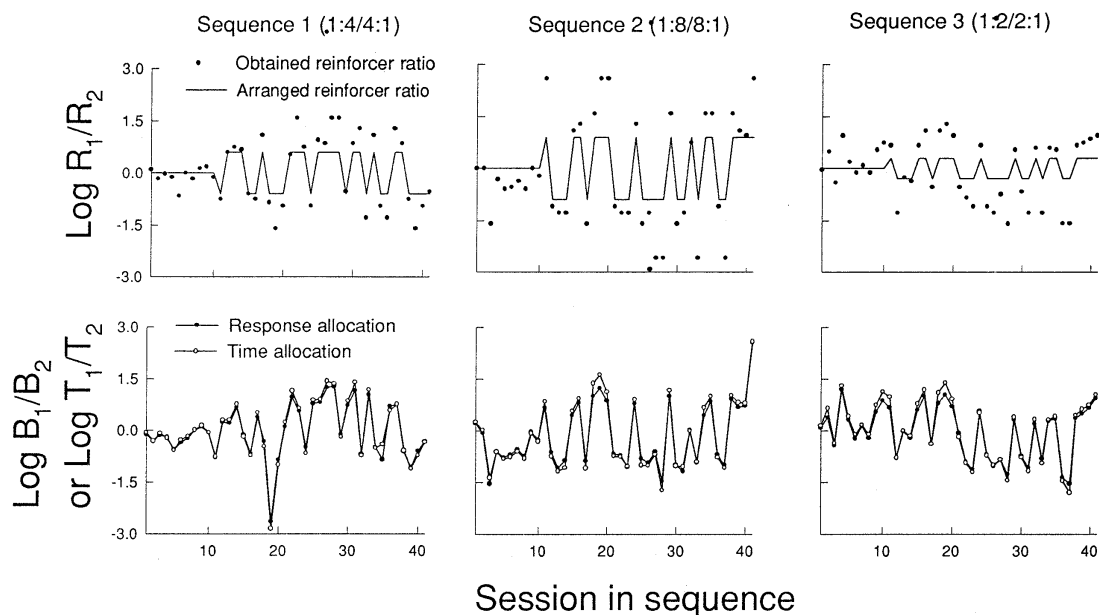 Sequence 1 (1:4/4:1)
Sequence 2 (1:8/8:1)
Sequence 3 (1:2/2:1)
Obtained reinforcer ratio
Arranged reinforcer ratio
Log R1/R2
3.0
1.5
0.0
-1.5
-3.0
Response allocation
Time allocation
Log B1/B2
or Log T1/T2
3.0
1.5
0.0
-1.5
-3.0
10 20 30 40
10 20 30 40
10 20 30 40
Session in sequence